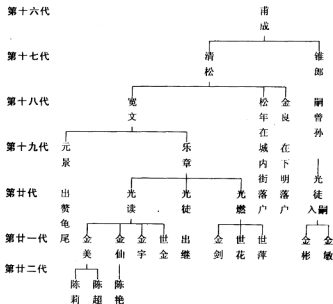 第十六代 甫成
第十七代 清松 锥郎
第十八代 宽文 松年在城内街落户 金良在下明落户 嗣曾孙
第十九代 元景 乐章
第廿代 出赘龟尾 光读 光徒 光燃 光徒入嗣
第廿一代 金美 金仙 金宇 世金 出继 金剑 世花 世萍 金彬 金敏
第廿二代 陈莉 陈超 陈艳